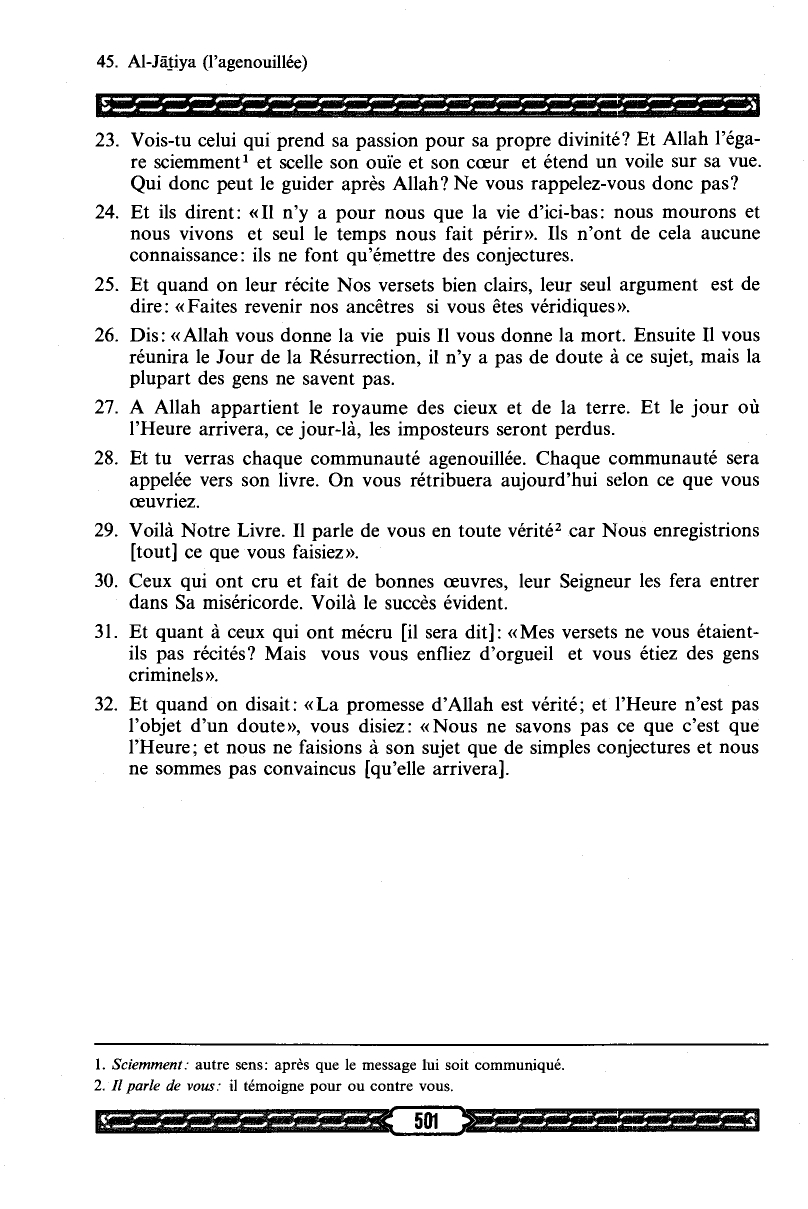 45. Al-Jāṯiya (l'agenouillée)
23. Vois-tu celui qui prend sa passion pour sa propre divinité? Et Allah l'éga-
re sciemment¹ et scelle son ouïe et son cœur et étend un voile sur sa vue.
Qui donc peut le guider après Allah? Ne vous rappelez-vous donc pas?
24. Et ils dirent: «Il n'y a pour nous que la vie d'ici-bas: nous mourons et
nous vivons et seul le temps nous fait périr». Ils n'ont de cela aucune
connaissance: ils ne font qu'émettre des conjectures.
25. Et quand on leur récite Nos versets bien clairs, leur seul argument est de
dire: «Faites revenir nos ancêtres si vous êtes véridiques».
26. Dis: «Allah vous donne la vie puis Il vous donne la mort. Ensuite Il vous
réunira le Jour de la Résurrection, il n'y a pas de doute à ce sujet, mais la
plupart des gens ne savent pas.
27. A Allah appartient le royaume des cieux et de la terre. Et le jour où
l'Heure arrivera, ce jour-là, les imposteurs seront perdus.
28. Et tu verras chaque communauté agenouillée. Chaque communauté sera
appelée vers son livre. On vous rétribuera aujourd'hui selon ce que vous
œuvriez.
29. Voilà Notre Livre. Il parle de vous en toute vérité² car Nous enregistrions
[tout] ce que vous faisiez».
30. Ceux qui ont cru et fait de bonnes œuvres, leur Seigneur les fera entrer
dans Sa miséricorde. Voilà le succès évident.
31. Et quant à ceux qui ont mécru [il sera dit]: «Mes versets ne vous étaient-
ils pas récités? Mais vous vous enfliez d'orgueil et vous étiez des gens
criminels».
32. Et quand on disait: «La promesse d'Allah est vérité; et l'Heure n'est pas
l'objet d'un doute», vous disiez: «Nous ne savons pas ce que c'est que
l'Heure; et nous ne faisions à son sujet que de simples conjectures et nous
ne sommes pas convaincus [qu'elle arrivera].
1. Sciemment: autre sens: après que le message lui soit communiqué.
2. Il parle de vous: il témoigne pour ou contre vous.
501